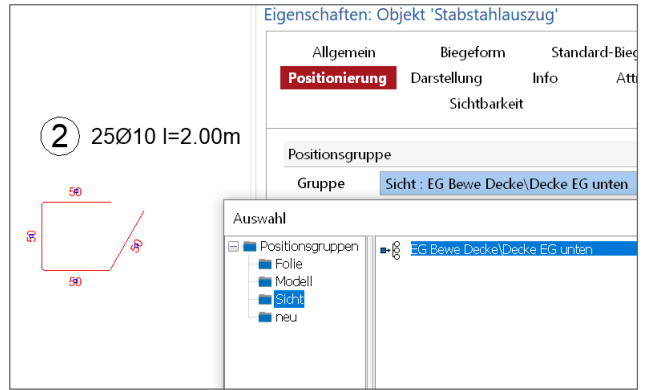 Eigenschaften: Objekt 'Stabstahlauszug'
Allgemein Biegeform Standard-Bieg
Positionierung Darstellung Info Att
Sichtbarkeit
2 25Ø10 l=2.00m
Positionsgruppe
Gruppe Sicht : EG Bewe Decke\Decke EG unten
50
50
50
50
Auswahl
Positionsgruppen
Folie
Modell
Sicht
neu
EG Bewe Decke\Decke EG unten